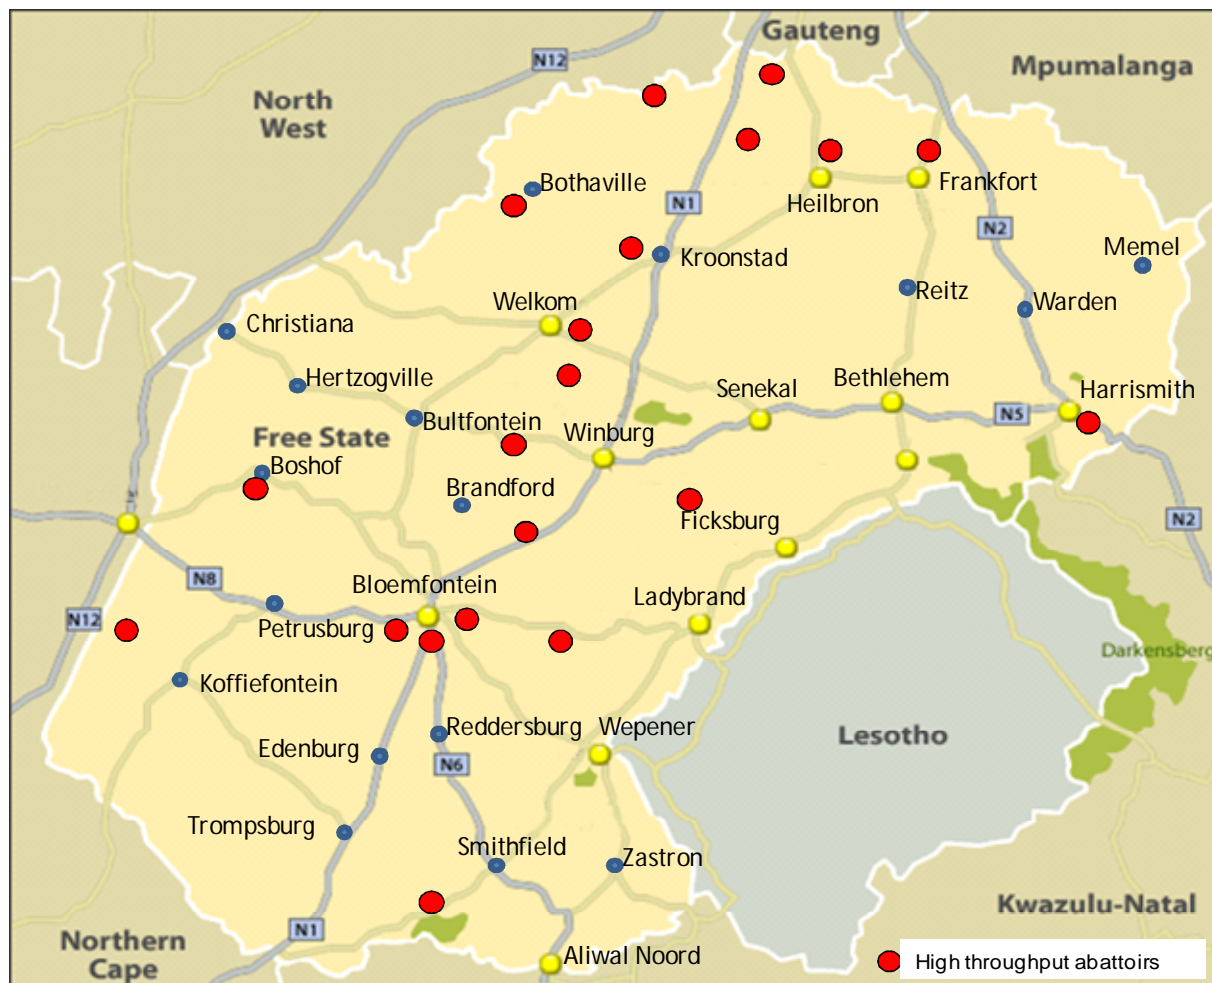 Gauteng
N12
Mpumalanga
North
West
Bothaville
Frankfort
N1
Heilbron
N2
Memel
Kroonstad
Reitz
Welkom
Warden
Christiana
Hertzogville
Senekal
Bethlehem
Harrismith
Bultfontein
N5
Free State
Winburg
Boshof
Brandford
Ficksburg
N2
N8
Bloemfontein
Ladybrand
N12
Petrusburg
Darkensberg
Koffiefontein
Reddersburg
Wepener
Lesotho
Edenburg
N6
Trompsburg
Smithfield
Zastron
Kwazulu-Natal
N1
Northern
Cape
Aliwal Noord
High throughput abattoirs